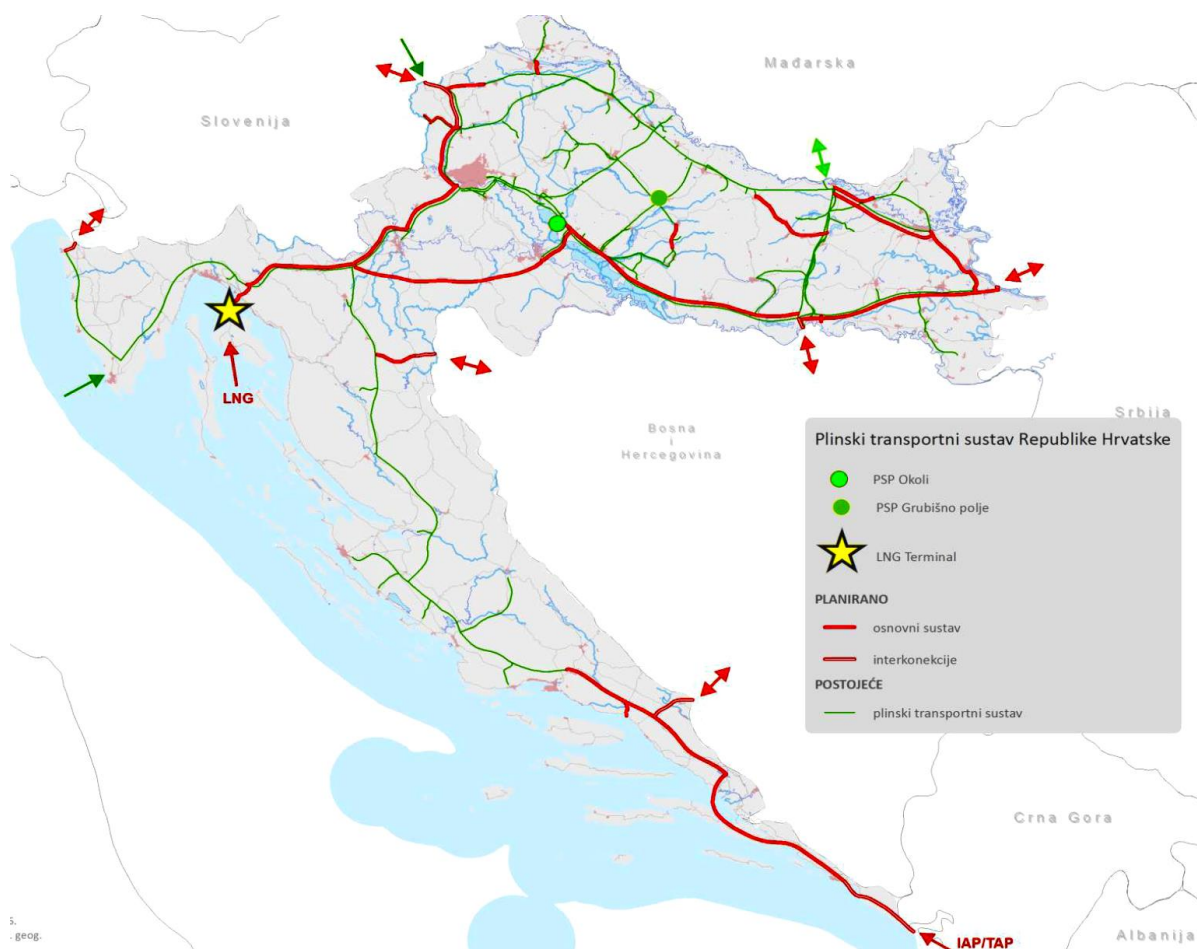 Mađarska
Slovenija
LNG
Bosna
i
Hercegovina
Srbija
Plinski transportni sustav Republike Hrvatske
PSP Okoli
PSP Grubišno polje
LNG Terminal
PLANIRANO
osnovni sustav
interkonekcije
POSTOJEĆE
plinski transportni sustav
Crna Gora
. geog.
Albanija
IAP/TAP